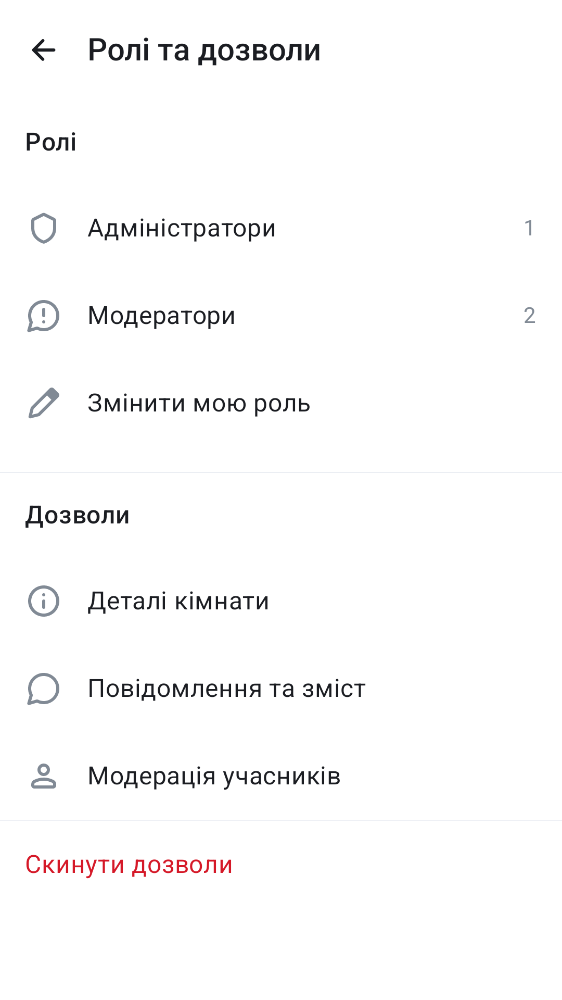 Ролі та дозволи
Ролі
Адміністратори 1
Модератори 2
Змінити мою роль
Дозволи
Деталі кімнати
Повідомлення та зміст
Модерація учасників
Скинути дозволи